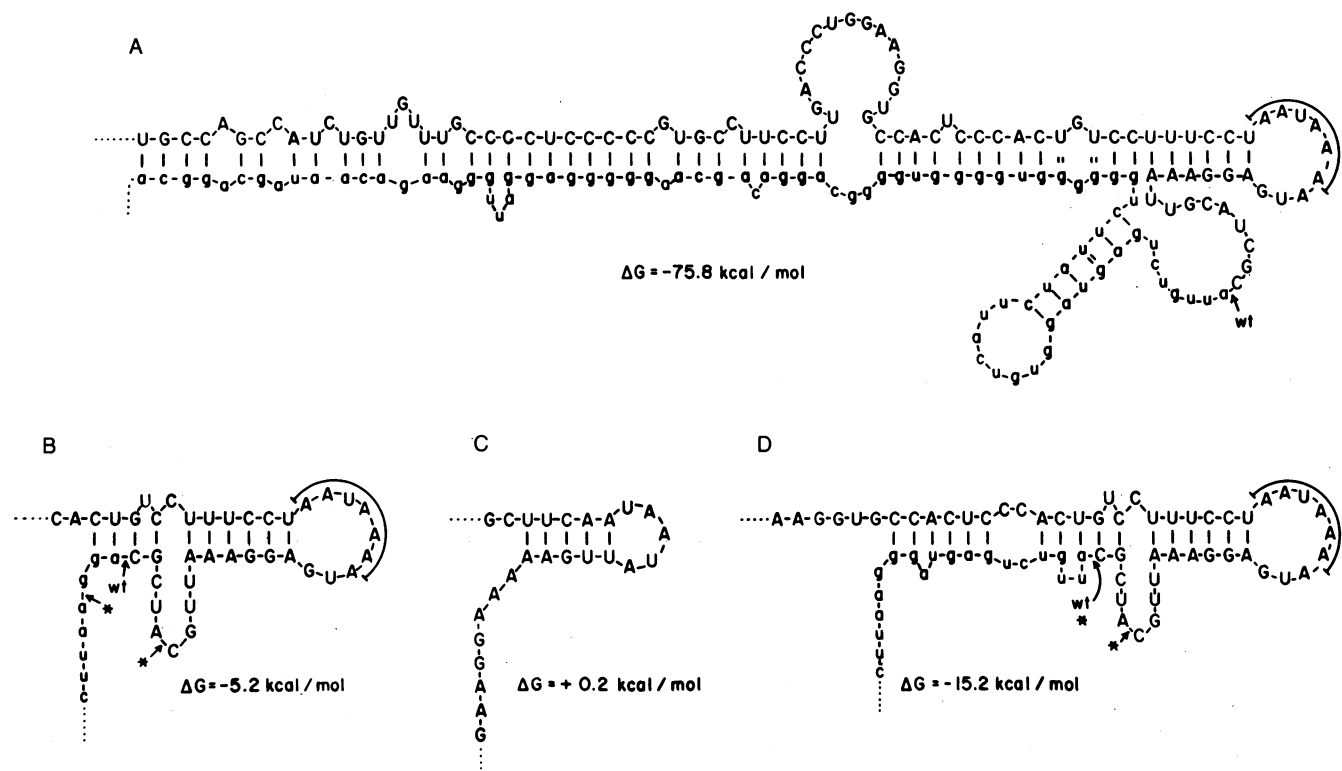 A
U-G-C-C-A-G-C-C-A-U-C-U-G-U-U-G-U-U-G-C-C-C-C-U-C-C-C-C-C-G-U-G-C-C-U-U-C-C-U-U-G-A-C-C-C-U-G-G-A-A-G-G-U-G-C-C-A-C-U-C-C-C-A-C-U-G-U-C-C-U-U-U-C-C-U-A-A-U-A-A-A-A-U-G-A-G-G-A-A-A
U-U-G-C-A-U-C-G-C-a-u-u-g-u-c-u-g-a-g-u-a-g-g-u-g-u-c-a-u-u-c-u-a-u-u-c-u
a-c-g-g-a-c-g-a-u-a-a-c-a-g-a-a-g-g-g-u-u-a-g-g-a-g-g-g-g-g-a-a-c-g-a-c-a-g-g-a-c-g-g-g-g-u-g-g-g-g-u-g-g-g-g-g-g
wt
ΔG = -75.8 kcal / mol
B
C-A-C-U-G-U-C-C-U-U-U-C-C-U-A-A-U-A-A-A-A-U-G-A-G-G-A-A-A-U-U-G-C-A-U-C-G-C-a-g-g-a-a-u-u-c
wt
*
*
ΔG = -5.2 kcal / mol
C
G-C-U-U-C-A-A-U-A-A-A-U-A-U-U-G-A-A-A-A-A-G-G-A-A-G
ΔG = + 0.2 kcal / mol
D
A-A-G-G-U-G-C-C-A-C-U-C-C-C-A-C-U-G-U-C-C-U-U-U-C-C-U-A-A-U-A-A-A-A-U-G-A-G-G-A-A-A-U-U-G-C-A-U-C-G-C-a-u-u-g-u-c-u-g-a-g-u-a-g-g-g-a-a-u-u-c
wt
*
*
ΔG = -15.2 kcal / mol